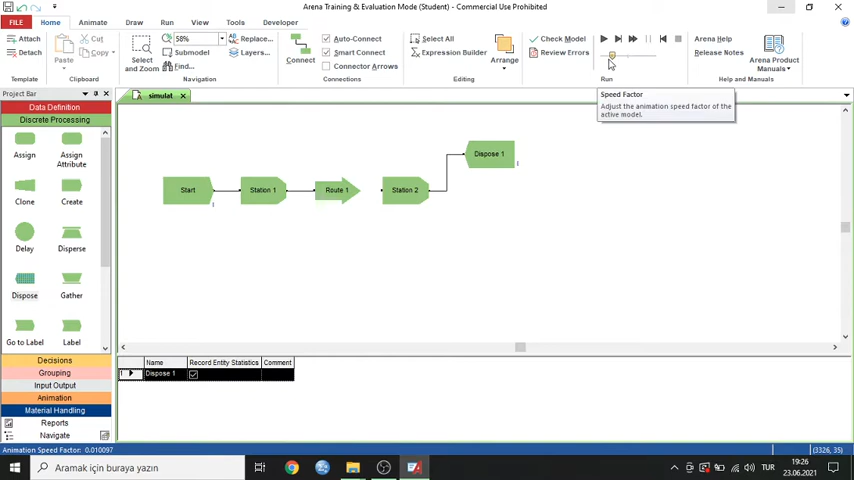 Arena Training & Evaluation Mode (Student) - Commercial Use Prohibited
FILE Home Animate Draw Run View Tools Developer
Attach
Detach
Template
Paste
Cut
Copy
Clipboard
Select and Zoom
58%
Submodel
Find...
Replace...
Layers...
Navigation
Connect
Auto-Connect
Smart Connect
Connector Arrows
Connections
Select All
Expression Builder
Editing
Arrange
Check Model
Review Errors
Run
Arena Help
Release Notes
Arena Product Manuals
Help and Manuals
Speed Factor
Adjust the animation speed factor of the
active model.
Project Bar
simulat
Data Definition
Discrete Processing
Assign
Assign Attribute
Clone
Create
Delay
Disperse
Dispose
Gather
Go to Label
Label
Decisions
Grouping
Input Output
Animation
Material Handling
Reports
Navigate
Start
Station 1
Route 1
Station 2
Dispose 1
Name Record Entity Statistics Comment
1 Dispose 1
Animation Speed Factor: 0.010097
(3326, 35)
Aramak için buraya yazın
TUR
19:26
23.06.2021